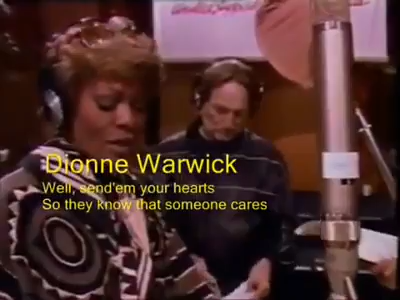 Dionne Warwick
Well, send'em your hearts
So they know that someone cares